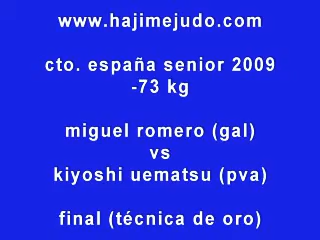 www.hajimejudo.com
cto. españa senior 2009
-73 kg
miguel romero (gal)
vs
kiyoshi uematsu (pva)
final (técnica de oro)